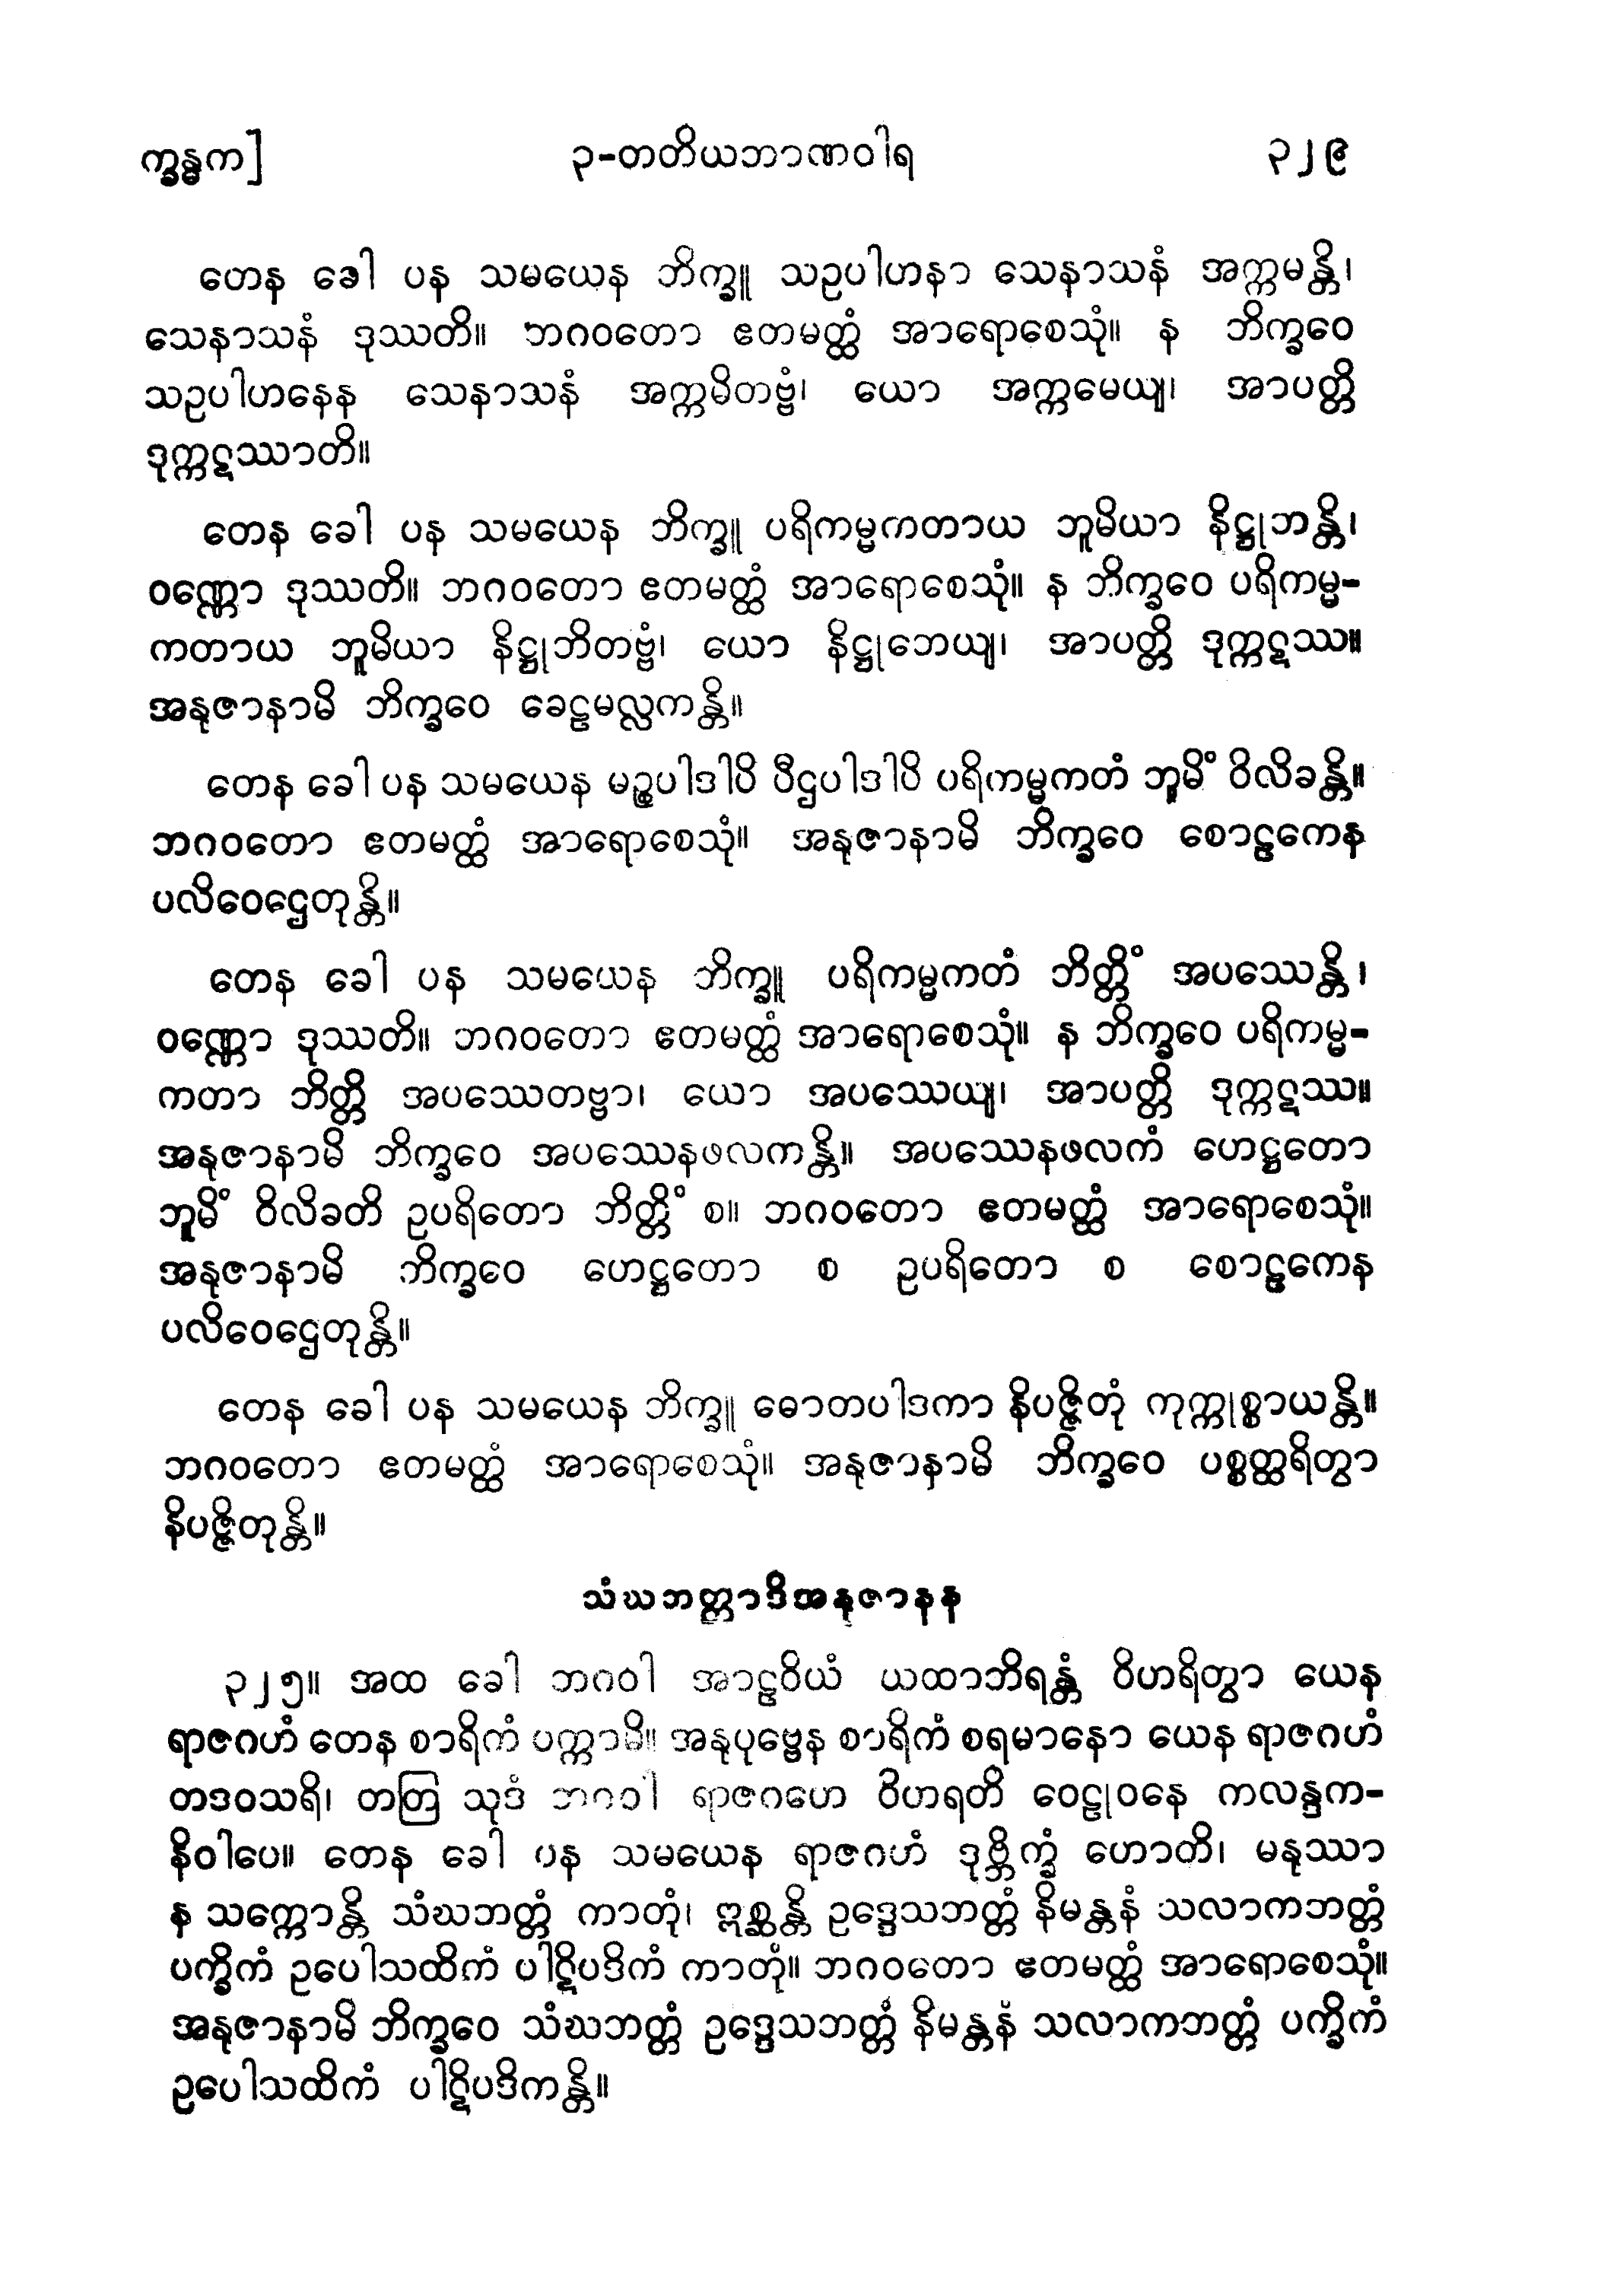 က္ခန္ဓက]
၃-တတိယဘာဏဝါရ
၃၂၉
တေန ခေါ ပန သမယေန ဘိက္ခူ သဥပါဟနာ သေနာသနံ အက္ကမန္တိ၊
သေနာသနံ ဒုဿတိ။ ဘဂဝတော ဧတမတ္ထံ အာရောစေသုံ။ န ဘိက္ခဝေ
သဥပါဟနေန သေနာသနံ အက္ကမိတဗ္ဗံ၊ ယော အက္ကမေယျ၊ အာပတ္တိ
ဒုက္ကဋဿာတိ။
တေန ခေါ ပန သမယေန ဘိက္ခူ ပရိကမ္မကတာယ ဘူမိယာ နိဋ္ဌုဘန္တိ၊
ဝဏ္ဏော ဒုဿတိ။ ဘဂဝတော ဧတမတ္ထံ အာရောစေသုံ။ န ဘိက္ခဝေ ပရိကမ္မ-
ကတာယ ဘူမိယာ နိဋ္ဌုဘိတဗ္ဗံ၊ ယော နိဋ္ဌုဘေယျ၊ အာပတ္တိ ဒုက္ကဋဿ။
အနုဇာနာမိ ဘိက္ခဝေ ခေဠမလ္လကန္တိ။
တေန ခေါ ပန သမယေန မဉ္စပါဒါပိ ပီဌပါဒါပိ ပရိကမ္မကတံ ဘူမိံ ဝိလိခန္တိ။
ဘဂဝတော ဧတမတ္ထံ အာရောစေသုံ။ အနုဇာနာမိ ဘိက္ခဝေ စောဠကေန
ပလိဝေဌေတုန္တိ။
တေန ခေါ ပန သမယေန ဘိက္ခူ ပရိကမ္မကတံ ဘိတ္တိံ အပဿေန္တိ၊
ဝဏ္ဏော ဒုဿတိ။ ဘဂဝတော ဧတမတ္ထံ အာရောစေသုံ။ န ဘိက္ခဝေ ပရိကမ္မ-
ကတာ ဘိတ္တိ အပဿေတဗ္ဗာ၊ ယော အပဿေယျ၊ အာပတ္တိ ဒုက္ကဋဿ။
အနုဇာနာမိ ဘိက္ခဝေ အပဿေနဖလကန္တိ။ အပဿေနဖလကံ ဟေဋ္ဌတော
ဘူမိံ ဝိလိခတိ ဥပရိတော ဘိတ္တိံ စ။ ဘဂဝတော ဧတမတ္ထံ အာရောစေသုံ။
အနုဇာနာမိ ဘိက္ခဝေ ဟေဋ္ဌတော စ ဥပရိတော စ စောဠကေန
ပလိဝေဌေတုန္တိ။
တေန ခေါ ပန သမယေန ဘိက္ခူ ဓောတပါဒကာ နိပဇ္ဇိတုံ ကုက္ကုစ္စာယန္တိ။
ဘဂဝတော ဧတမတ္ထံ အာရောစေသုံ။ အနုဇာနာမိ ဘိက္ခဝေ ပစ္စတ္ထရိတွာ
နိပဇ္ဇိတုန္တိ။
သံဃဘတ္တာဒိအနုဇာနန
၃၂၅။ အထ ခေါ ဘဂဝါ အာဠဝိယံ ယထာဘိရန္တံ ဝိဟရိတွာ ယေန
ရာဇဂဟံ တေန စာရိကံ ပက္ကာမိ။ အနုပုဗ္ဗေန စာရိကံ စရမာနော ယေန ရာဇဂဟံ
တဒဝသရိ၊ တတြ သုဒံ ဘဂဝါ ရာဇဂဟေ ဝိဟရတိ ဝေဠုဝနေ ကလန္ဒက-
နိဝါပေ။ တေန ခေါ ပန သမယေန ရာဇဂဟံ ဒုဗ္ဘိက္ခံ ဟောတိ၊ မနုဿာ
န သက္ကောန္တိ သံဃဘတ္တံ ကာတုံ၊ ဣစ္ဆန္တိ ဥဒ္ဒေသဘတ္တံ နိမန္တနံ သလာကဘတ္တံ
ပက္ခိကံ ဥပေါသထိကံ ပါဋိပဒိကံ ကာတုံ။ ဘဂဝတော ဧတမတ္ထံ အာရောစေသုံ။
အနုဇာနာမိ ဘိက္ခဝေ သံဃဘတ္တံ ဥဒ္ဒေသဘတ္တံ နိမန္တနံ သလာကဘတ္တံ ပက္ခိကံ
ဥပေါသထိကံ ပါဋိပဒိကန္တိ။